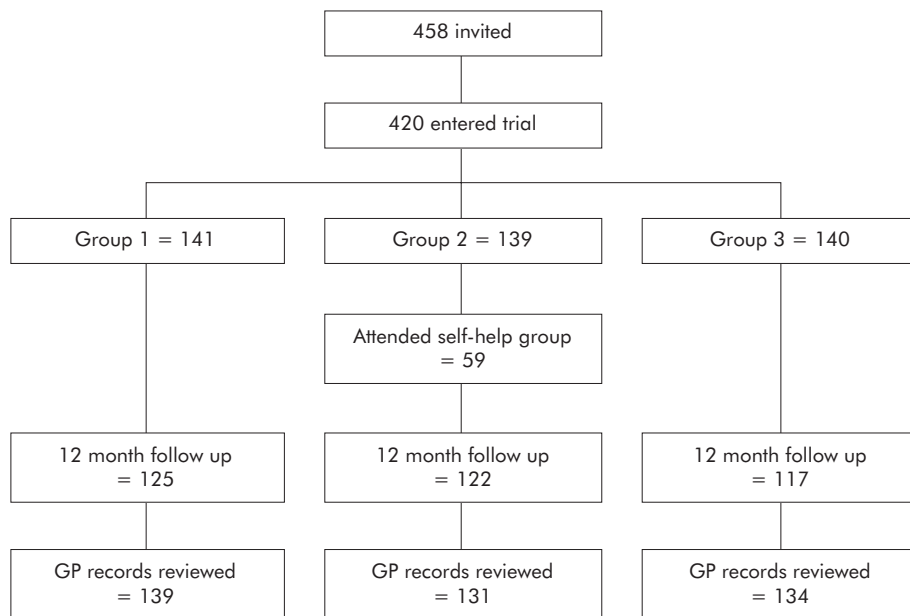 458 invited
420 entered trial
Group 1 = 141
Group 2 = 139
Group 3 = 140
Attended self-help group
= 59
12 month follow up
= 125
12 month follow up
= 122
12 month follow up
= 117
GP records reviewed
= 139
GP records reviewed
= 131
GP records reviewed
= 134